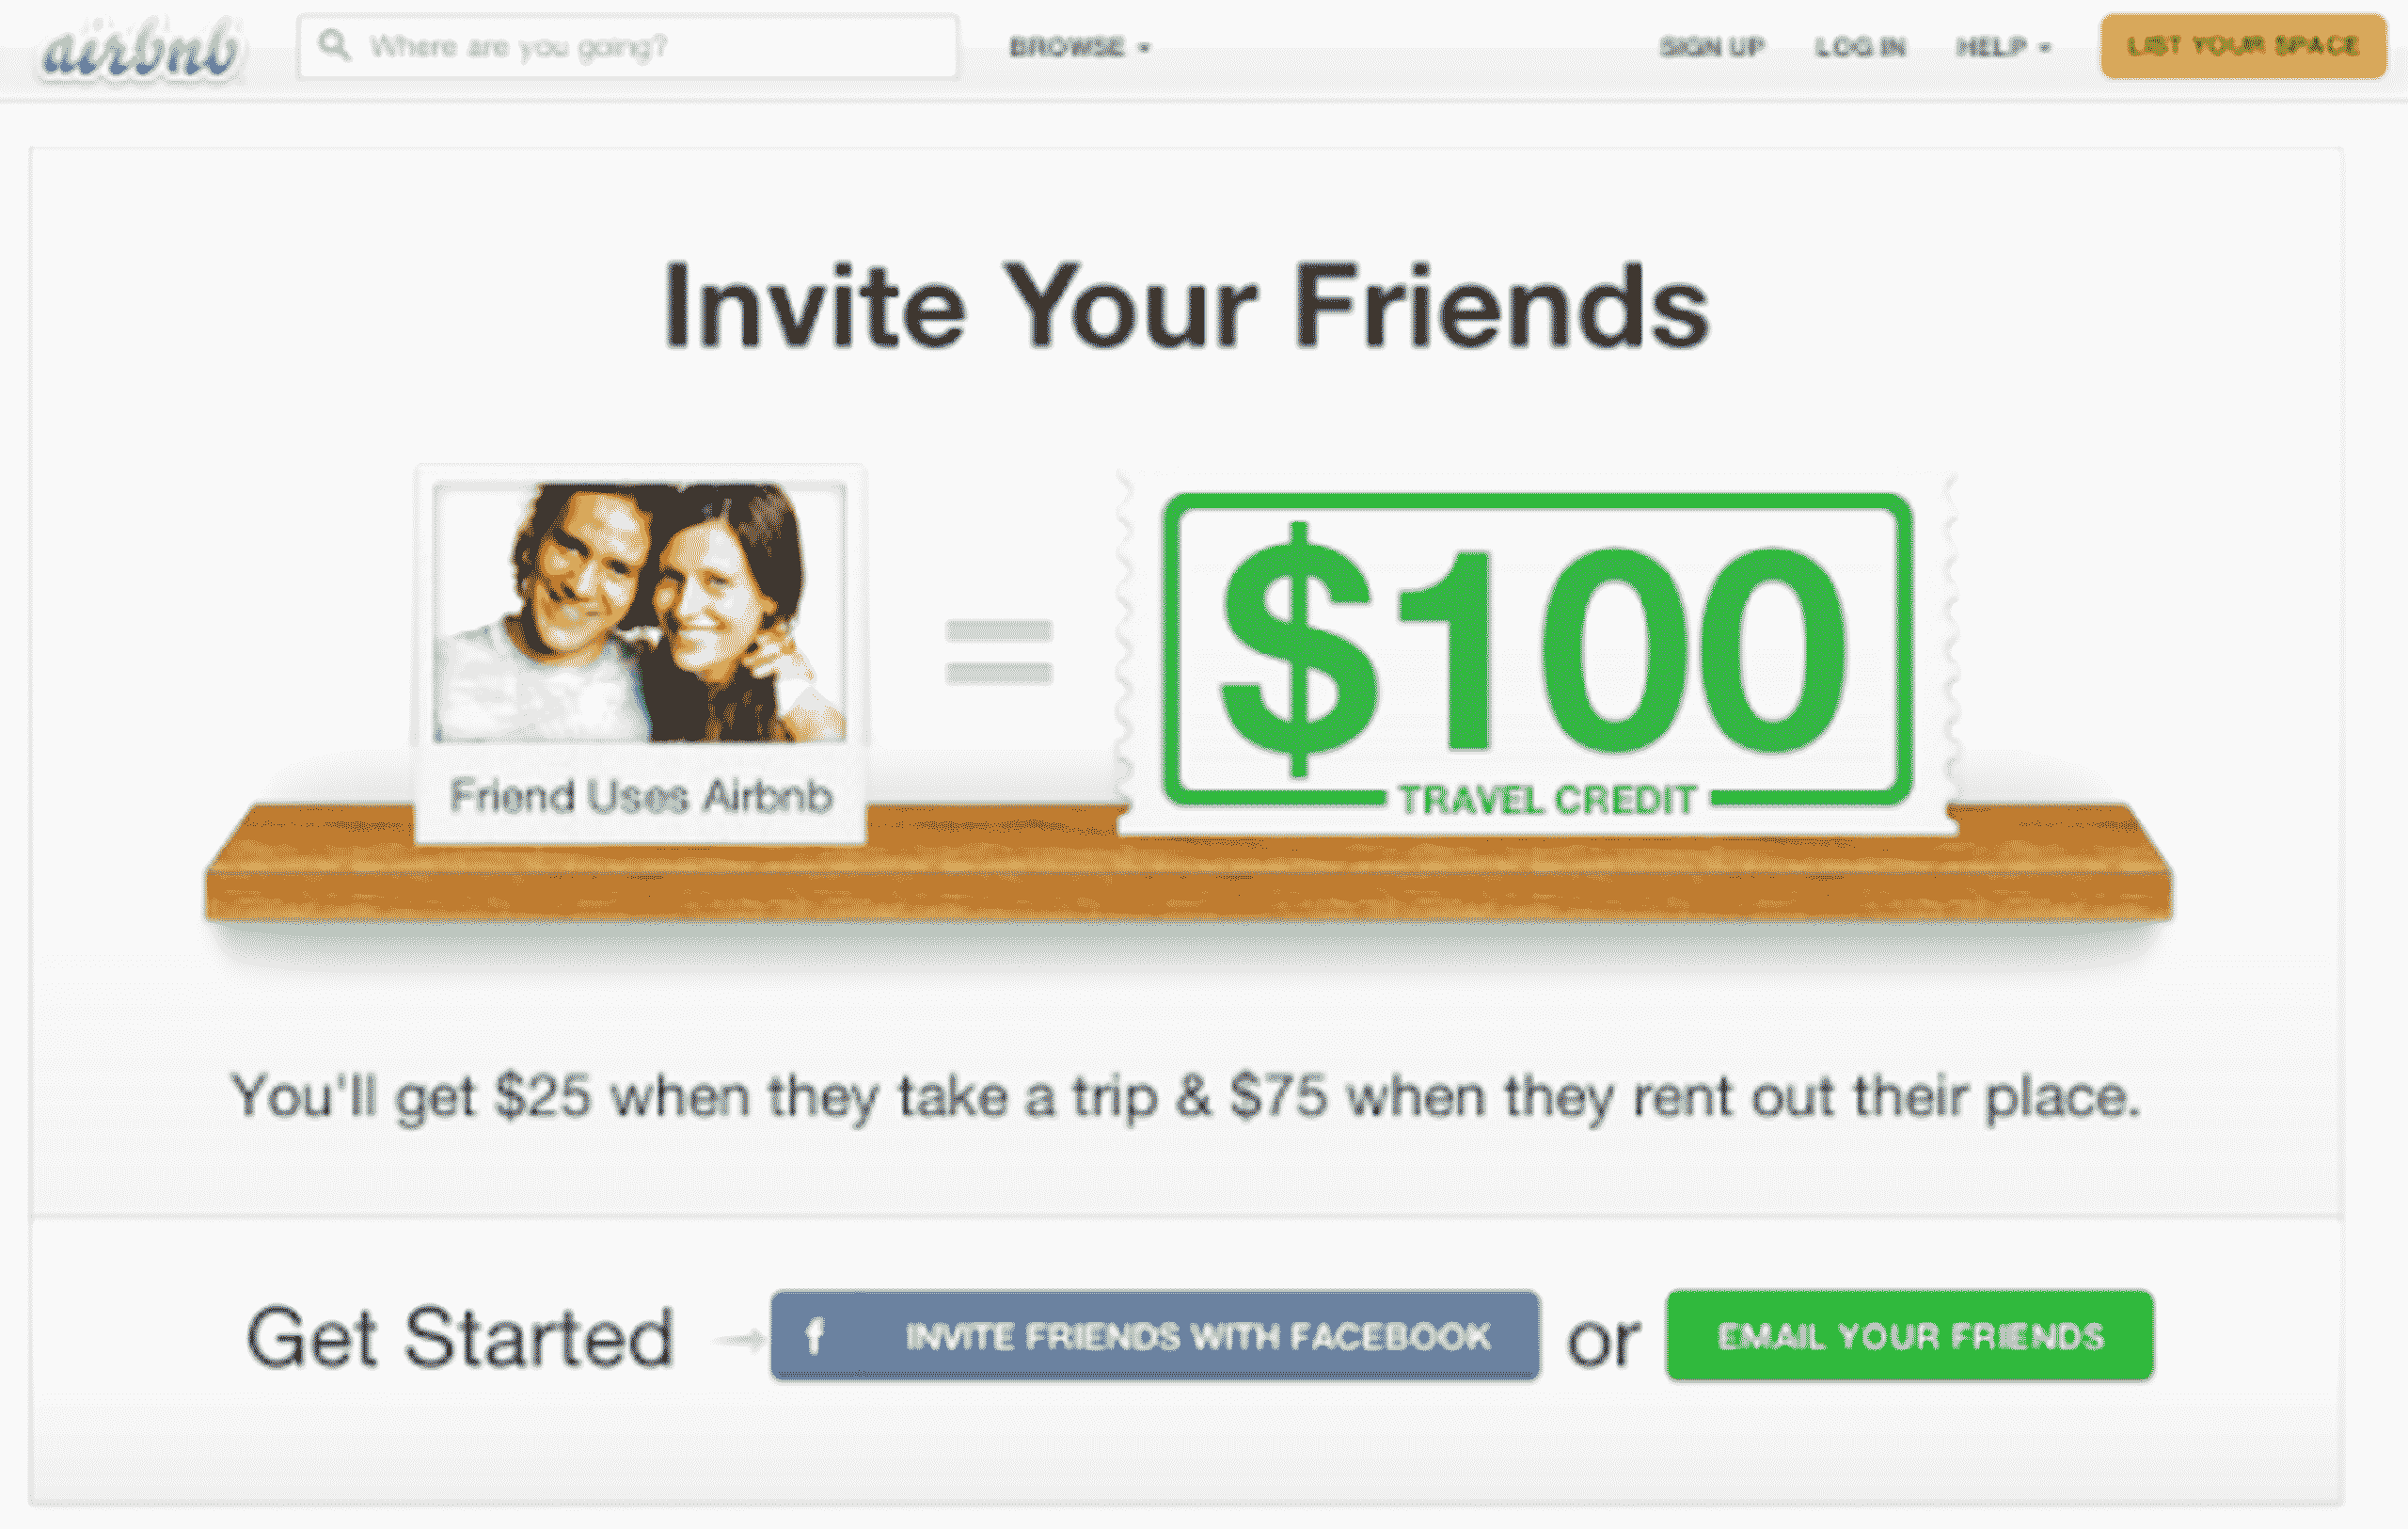 airbnb
Where are you going?
BROWSE
SIGN UP
LOG IN
HELP
LIST YOUR SPACE
Invite Your Friends
Friend Uses Airbnb
=
$100
TRAVEL CREDIT
You'll get $25 when they take a trip & $75 when they rent out their place.
Get Started → f INVITE FRIENDS WITH FACEBOOK or EMAIL YOUR FRIENDS